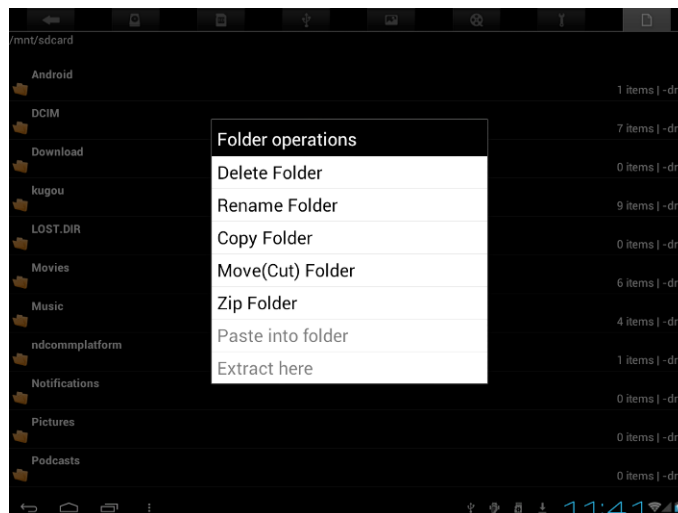 /mnt/sdcard
Android
1 items | -dr
DCIM
7 items | -dr
Download
0 items | -dr
kugou
9 items | -dr
LOST.DIR
0 items | -dr
Movies
6 items | -dr
Music
4 items | -dr
ndcommplatform
1 items | -dr
Notifications
0 items | -dr
Pictures
0 items | -dr
Podcasts
0 items | -dr
Folder operations
Delete Folder
Rename Folder
Copy Folder
Move(Cut) Folder
Zip Folder
Paste into folder
Extract here
11:41